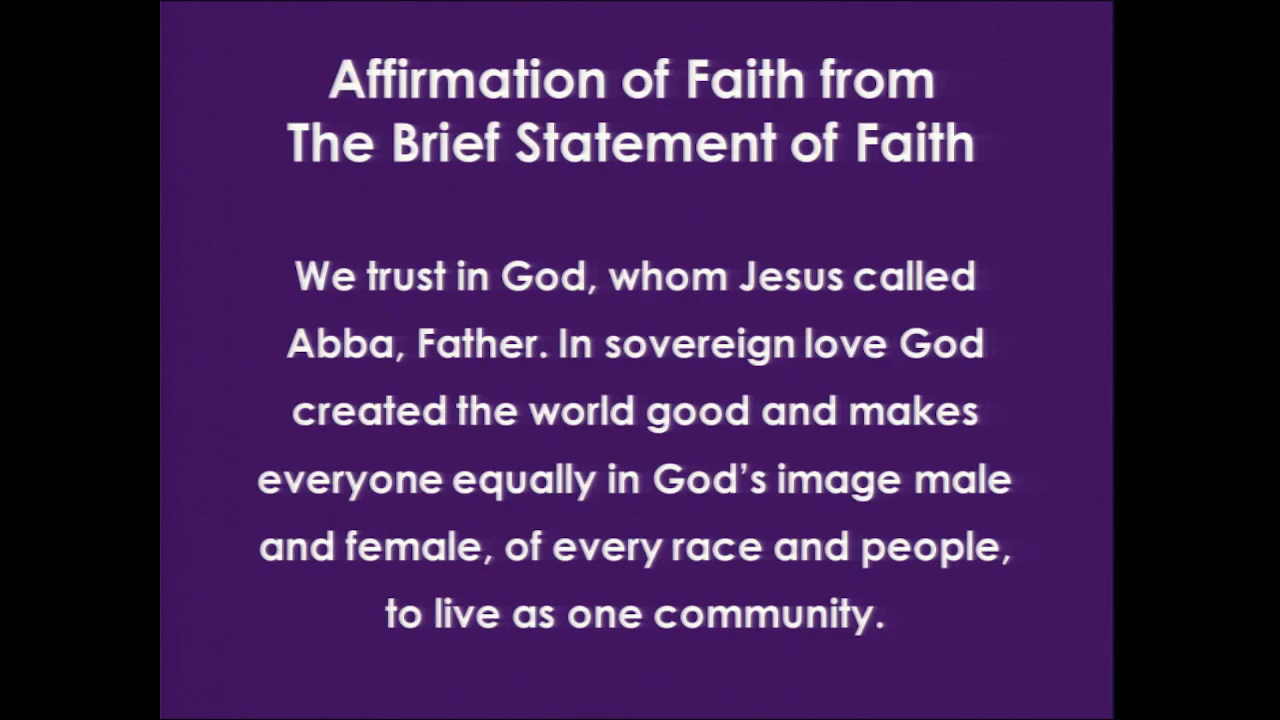 Affirmation of Faith from
The Brief Statement of Faith
We trust in God, whom Jesus called
Abba, Father. In sovereign love God
created the world good and makes
everyone equally in God’s image male
and female, of every race and people,
to live as one community.